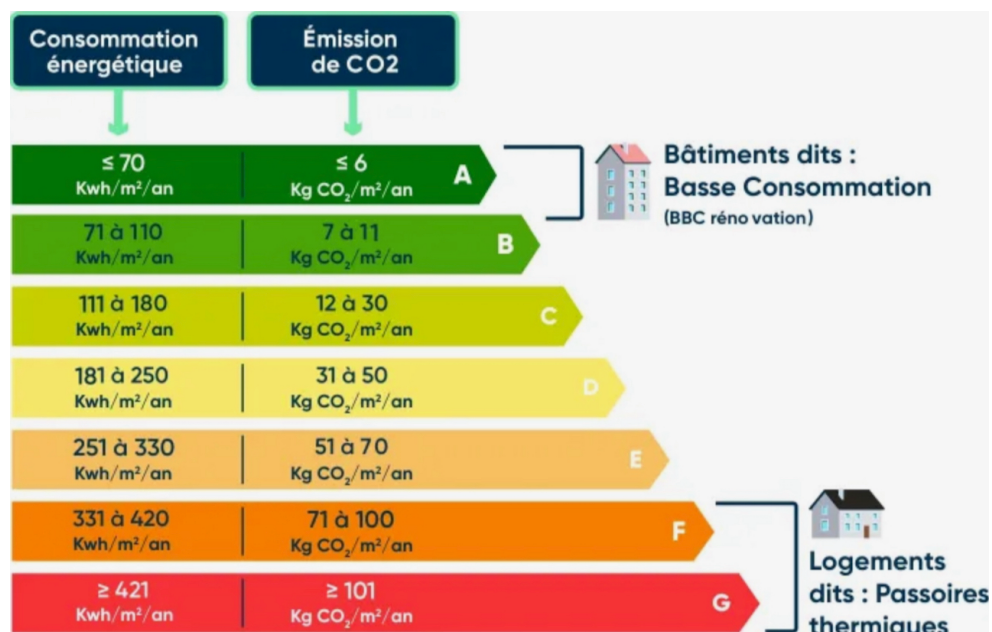 Consommation
énergétique
Émission
de CO2
≤ 70
Kwh/m²/an
≤ 6
Kg CO₂/m²/an
A
Bâtiments dits :
Basse Consommation
(BBC réno vation)
71 à 110
Kwh/m²/an
7 à 11
Kg CO₂/m²/an
B
111 à 180
Kwh/m²/an
12 à 30
Kg CO₂/m²/an
C
181 à 250
Kwh/m²/an
31 à 50
Kg CO₂/m²/an
D
251 à 330
Kwh/m²/an
51 à 70
Kg CO₂/m²/an
E
331 à 420
Kwh/m²/an
71 à 100
Kg CO₂/m²/an
F
≥ 421
Kwh/m²/an
≥ 101
Kg CO₂/m²/an
G
Logements
dits : Passoires
thermiques